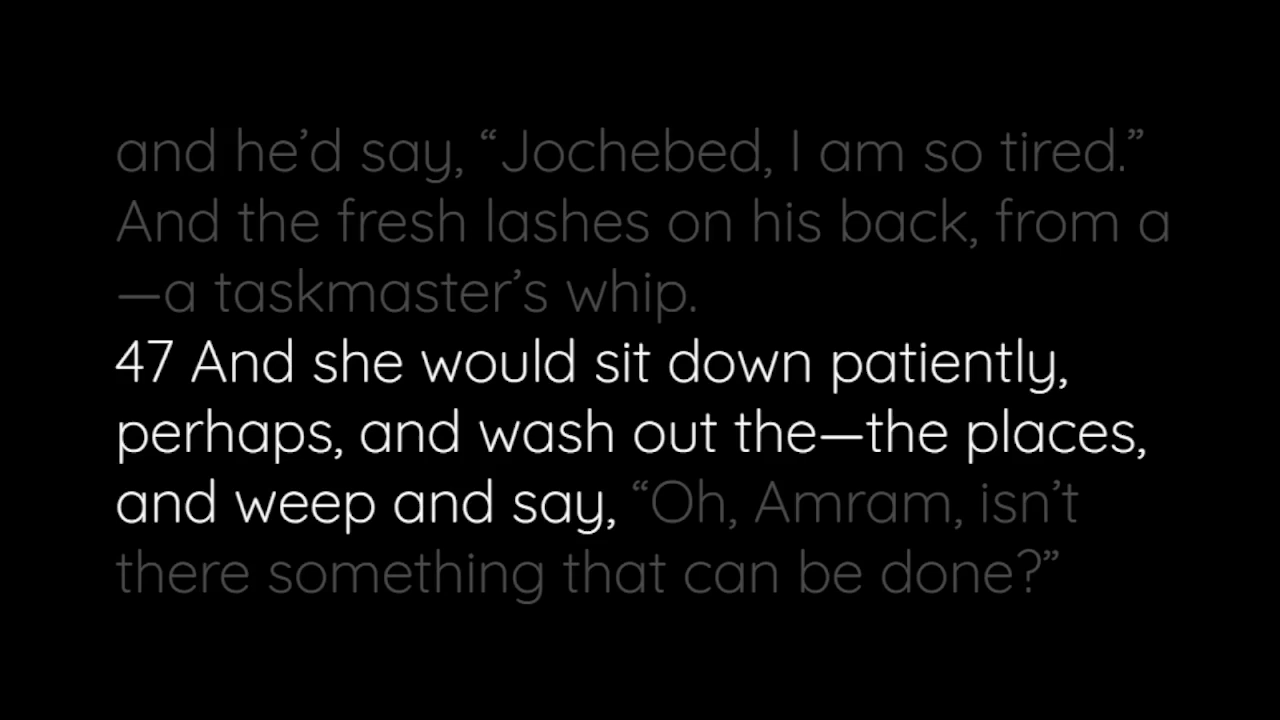 and he’d say, “Jochebed, I am so tired.”
And the fresh lashes on his back, from a
—a taskmaster’s whip.
47 And she would sit down patiently,
perhaps, and wash out the—the places,
and weep and say, “Oh, Amram, isn’t
there something that can be done?”